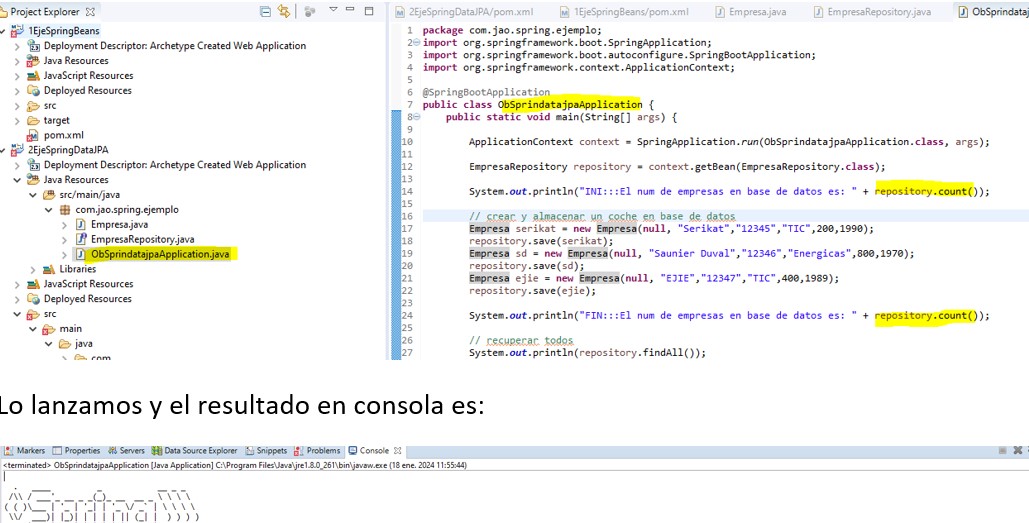 Project Explorer
1EjeSpringBeans
Deployment Descriptor: Archetype Created Web Application
Java Resources
JavaScript Resources
Deployed Resources
src
target
pom.xml
2EjeSpringDataJPA
Deployment Descriptor: Archetype Created Web Application
Java Resources
src/main/java
com.jao.spring.ejemplo
Empresa.java
EmpresaRepository.java
ObSprindatajpaApplication.java
Libraries
JavaScript Resources
Deployed Resources
src
main
java
com
2EjeSpringDataJPA/pom.xml 1EjeSpringBeans/pom.xml Empresa.java EmpresaRepository.java ObSprindataj
1 package com.jao.spring.ejemplo;
2 import org.springframework.boot.SpringApplication;
3 import org.springframework.boot.autoconfigure.SpringBootApplication;
4 import org.springframework.context.ApplicationContext;
5
6 @SpringBootApplication
7 public class ObSprindatajpaApplication {
8 public static void main(String[] args) {
9
10 ApplicationContext context = SpringApplication.run(ObSprindatajpaApplication.class, args);
11
12 EmpresaRepository repository = context.getBean(EmpresaRepository.class);
13
14 System.out.println("INI:::El num de empresas en base de datos es: " + repository.count());
15
16 // crear y almacenar un coche en base de datos
17 Empresa serikat = new Empresa(null, "Serikat","12345","TIC",200,1990);
18 repository.save(serikat);
19 Empresa sd = new Empresa(null, "Saunier Duval","12346","Energicas",800,1970);
20 repository.save(sd);
21 Empresa ejie = new Empresa(null, "EJIE","12347","TIC",400,1989);
22 repository.save(ejie);
23
24 System.out.println("FIN:::El num de empresas en base de datos es: " + repository.count());
25
26 // recuperar todos
27 System.out.println(repository.findAll());
Lo lanzamos y el resultado en consola es:
Markers Properties Servers Data Source Explorer Snippets Problems Console
<terminated> ObSprindatajpaApplication [Java Application] C:\Program Files\Java\jre1.8.0_261\bin\javaw.exe (18 ene. 2024 11:55:44)